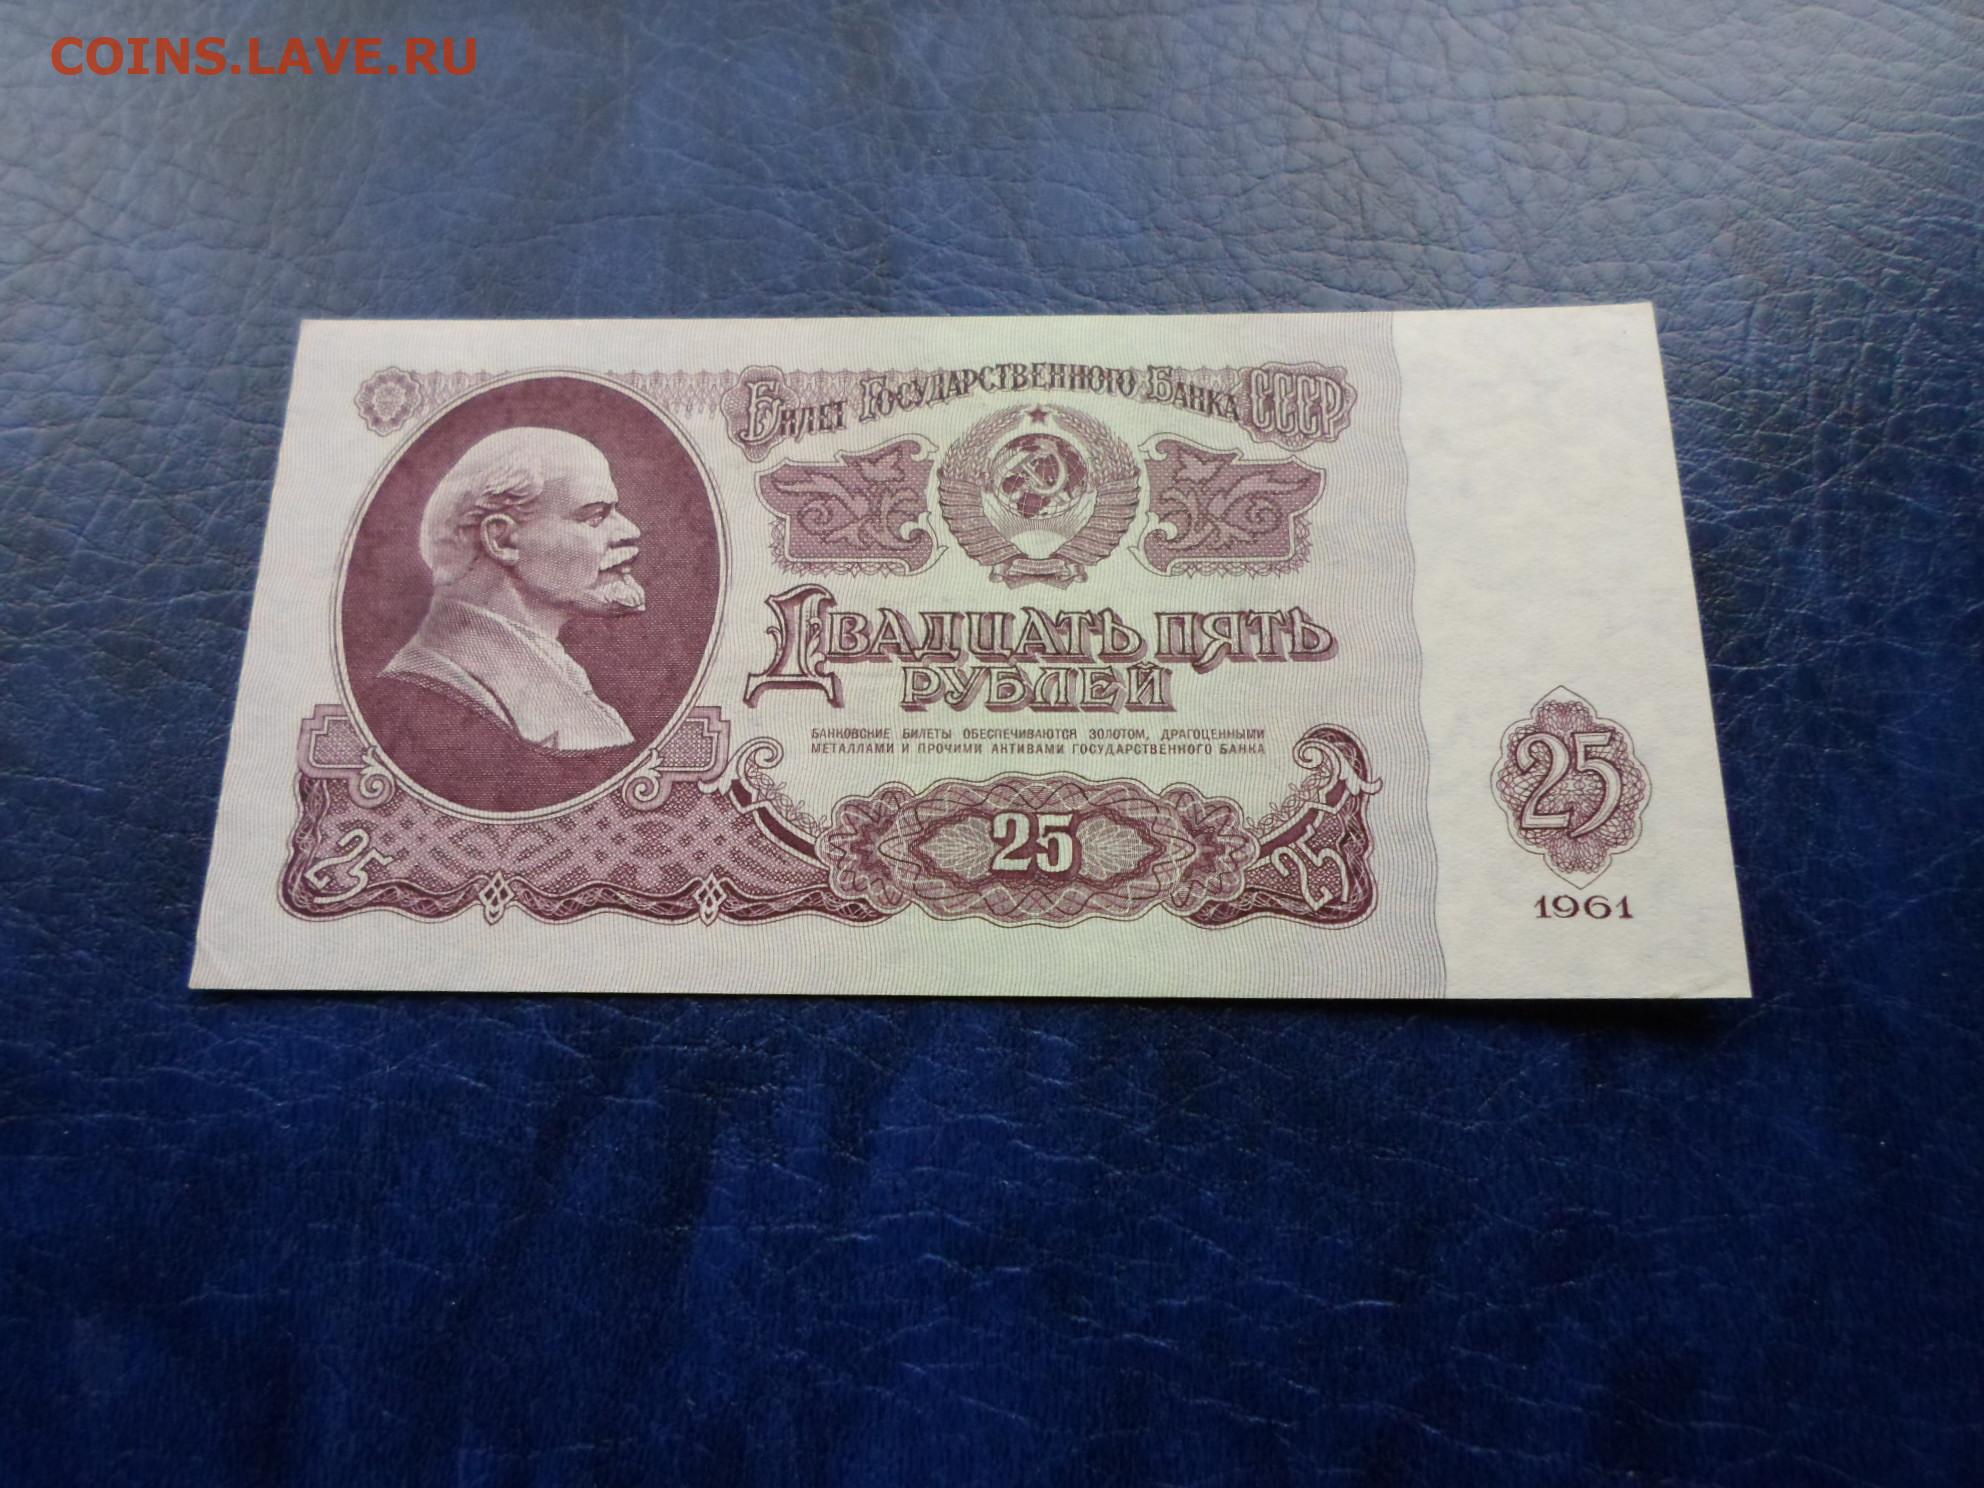 COINS.LAVE.RU
Билет Государственного Банка СССР
Двадцать пять
рублей
БАНКОВСКИЕ БИЛЕТЫ ОБЕСПЕЧИВАЮТСЯ ЗОЛОТОМ, ДРАГОЦЕННЫМИ
МЕТАЛЛАМИ И ПРОЧИМИ АКТИВАМИ ГОСУДАРСТВЕННОГО БАНКА
25
25
25
25
1961